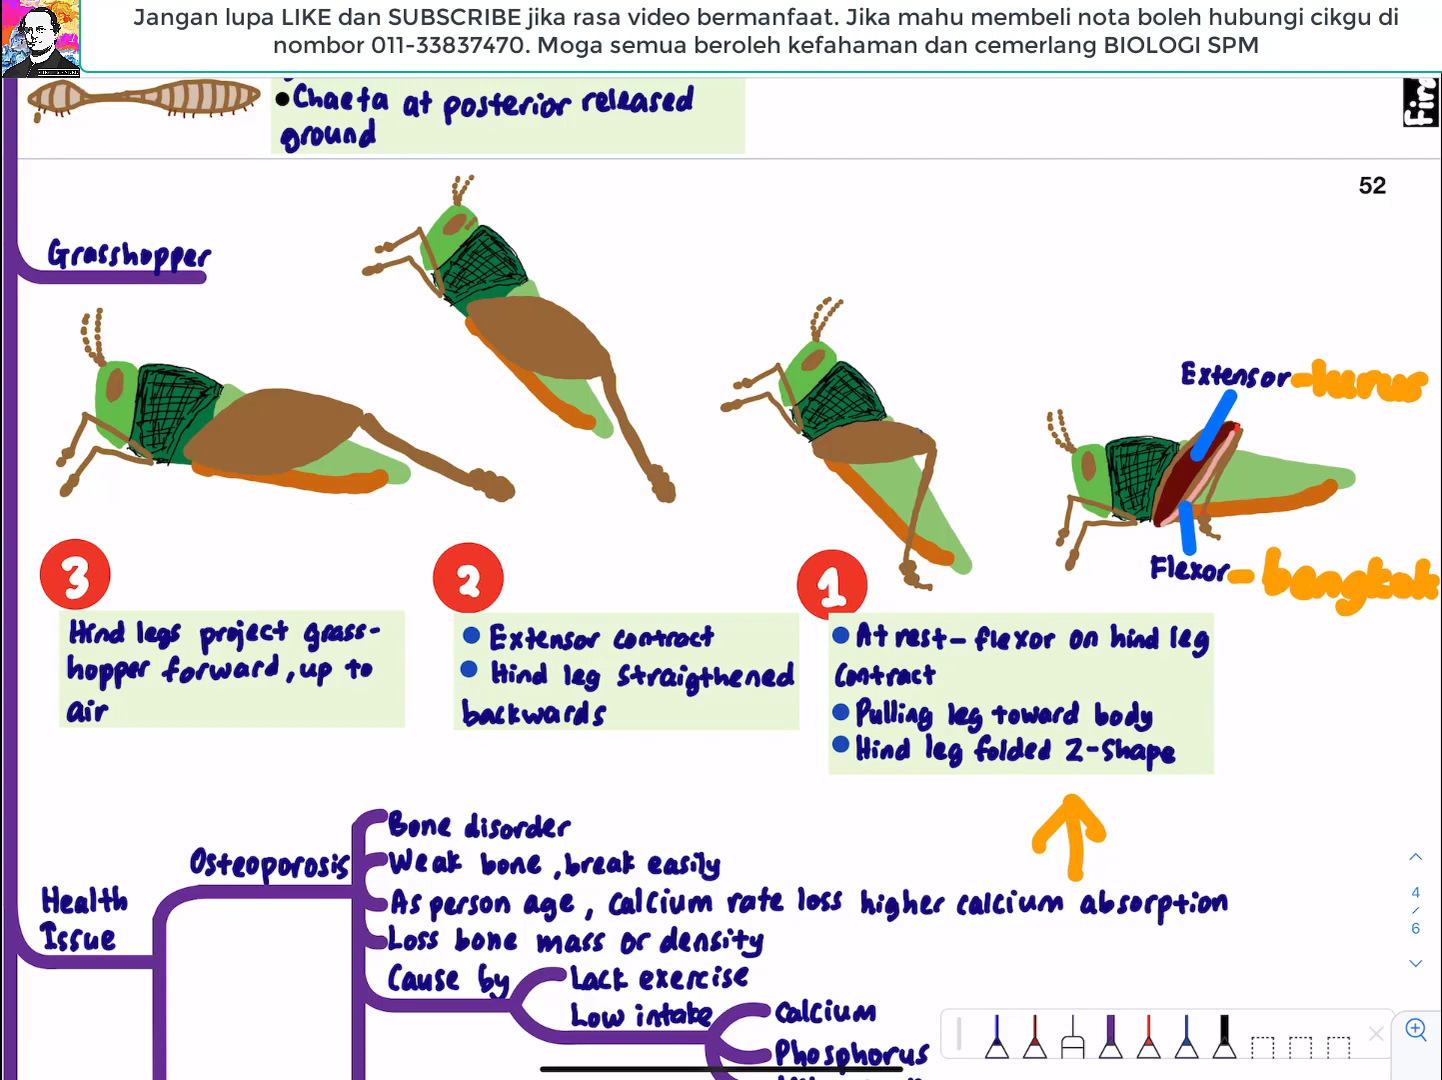 Jangan lupa LIKE dan SUBSCRIBE jika rasa video bermanfaat. Jika mahu membeli nota boleh hubungi cikgu di
nombor 011-33837470. Moga semua beroleh kefahaman dan cemerlang BIOLOGI SPM
Chaeta at posterior released
ground
52
Grasshopper
Extensor - lurus
Flexor - bengkok
3
Hind legs project grass-
hopper forward, up to
air
2
Extensor contract
Hind leg straigthened
backwards
1
At rest - flexor on hind leg
contract
Pulling leg toward body
Hind leg folded Z-shape
Health
Issue
Osteoporosis
Bone disorder
Weak bone, break easily
As person age, calcium rate loss higher calcium absorption
Loss bone mass or density
Cause by
Lack exercise
Low intake
Calcium
Phosphorus
4
/
6